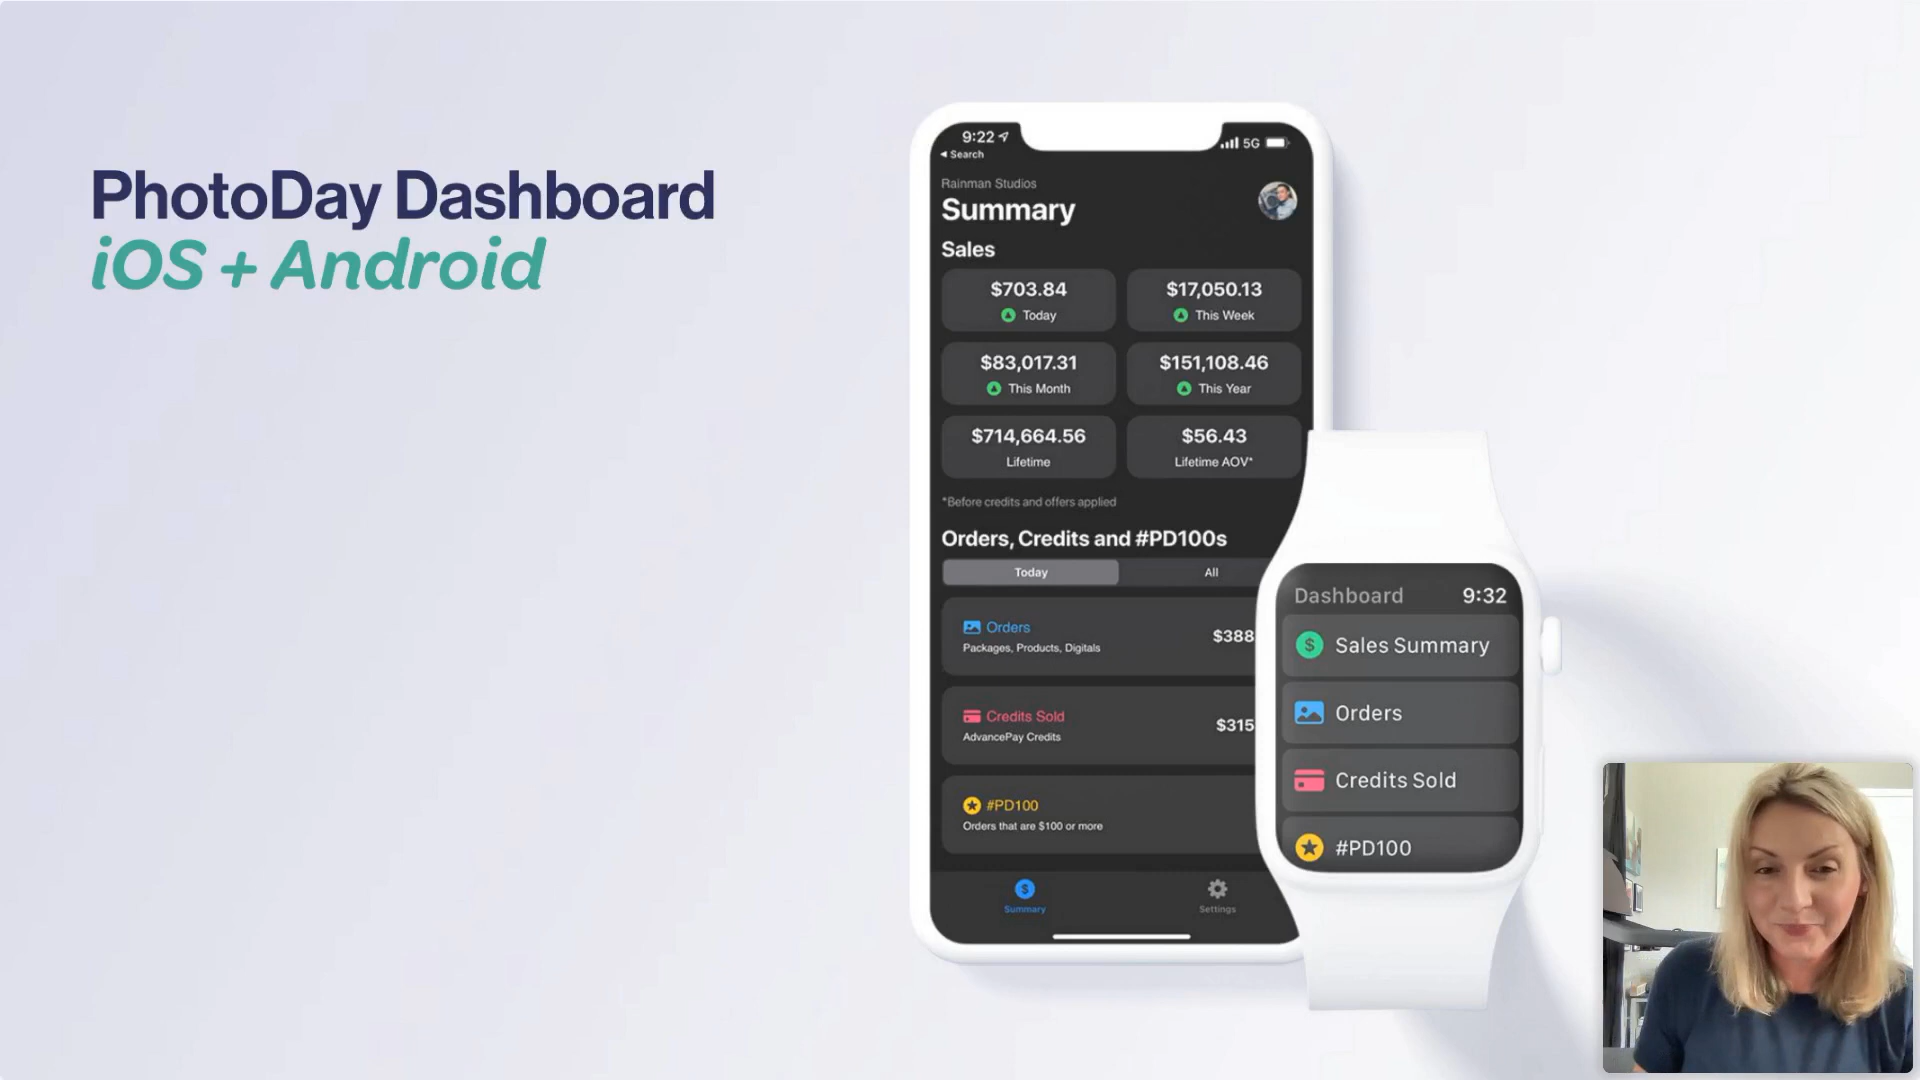 PhotoDay Dashboard
iOS + Android
9:22
5G
Search
Rainman Studios
Summary
Sales
$703.84
Today
$17,050.13
This Week
$83,017.31
This Month
$151,108.46
This Year
$714,664.56
Lifetime
$56.43
Lifetime AOV*
*Before credits and offers applied
Orders, Credits and #PD100s
Today
All
Orders
Packages, Products, Digitals
$388
Credits Sold
AdvancePay Credits
$315
#PD100
Orders that are $100 or more
Summary
Settings
Dashboard
9:32
Sales Summary
Orders
Credits Sold
#PD100